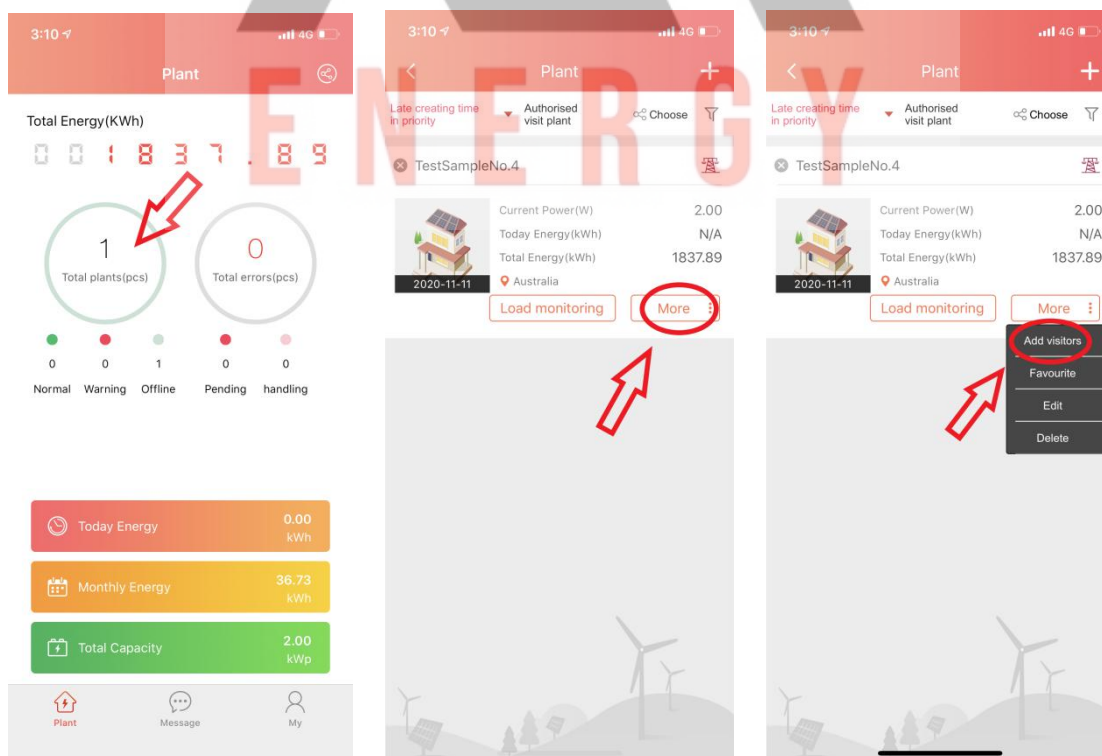 ENERGY
3:10
4G
Plant
Total Energy(KWh)
001837.89
1
Total plants(pcs)
0
Total errors(pcs)
0 0 1 0 0
Normal Warning Offline Pending handling
Today Energy 0.00 kWh
Monthly Energy 36.73 kWh
Total Capacity 2.00 kWp
Plant Message My
3:10
4G
Plant
Late creating time
in priority
Authorised
visit plant
Choose
TestSampleNo.4
Current Power(W) 2.00
Today Energy(kWh) N/A
Total Energy(kWh) 1837.89
Australia
2020-11-11
Load monitoring More
3:10
4G
Plant
Late creating time
in priority
Authorised
visit plant
Choose
TestSampleNo.4
Current Power(W) 2.00
Today Energy(kWh) N/A
Total Energy(kWh) 1837.89
Australia
2020-11-11
Load monitoring More
Add visitors
Favourite
Edit
Delete